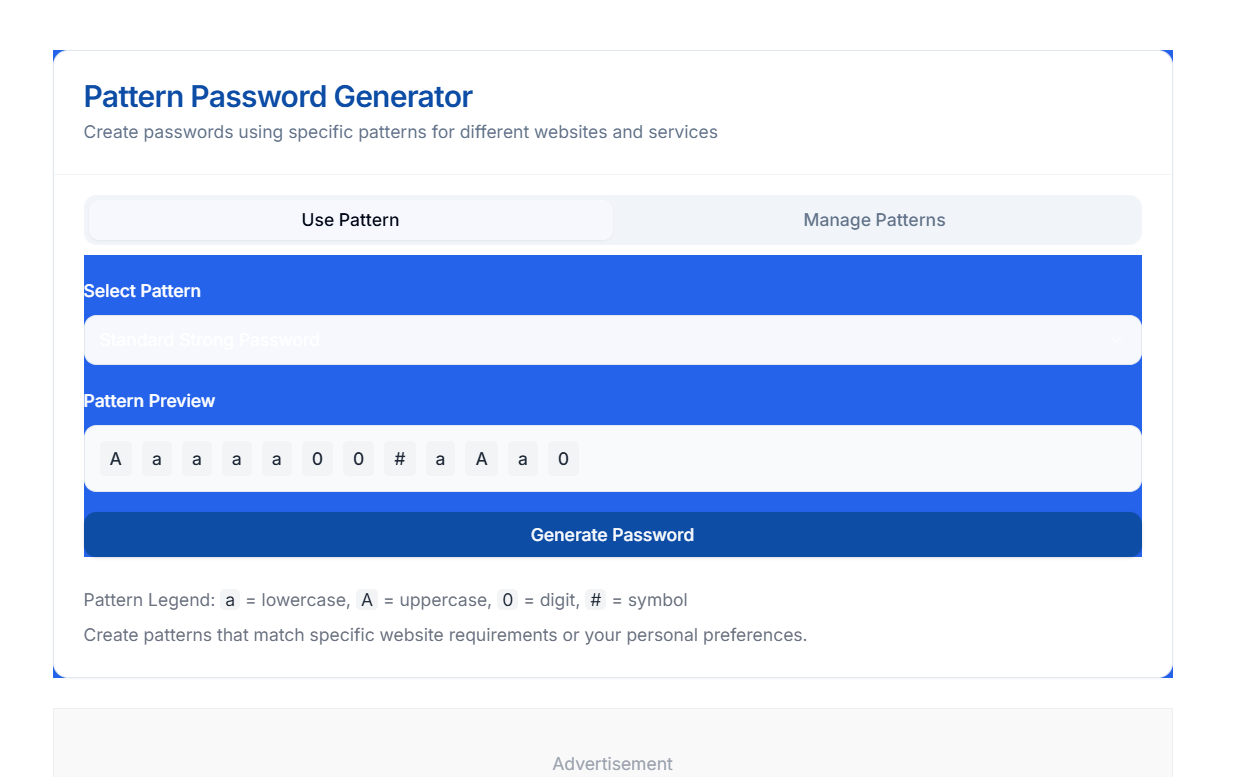 Pattern Password Generator
Create passwords using specific patterns for different websites and services
Use Pattern Manage Patterns
Select Pattern
Standard Strong Password
Pattern Preview
A a a a a 0 0 # a A a 0
Generate Password
Pattern Legend: a = lowercase, A = uppercase, 0 = digit, # = symbol
Create patterns that match specific website requirements or your personal preferences.
Advertisement